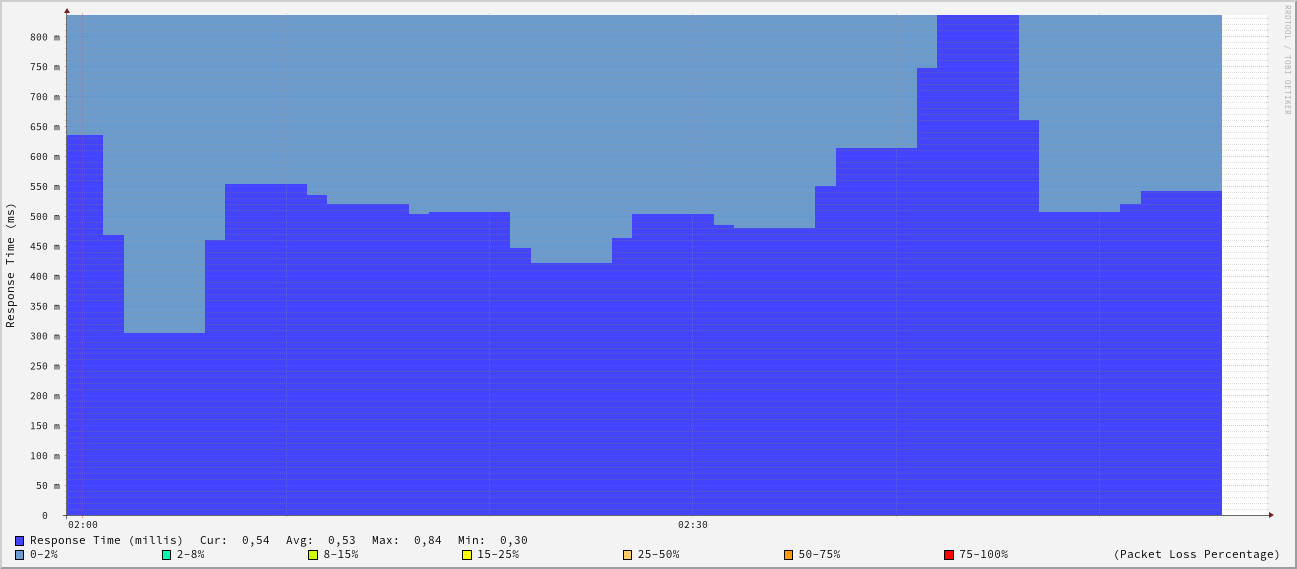 RRDTOOL / TOBI OETIKER
Response Time (ms)
800 m
750 m
700 m
650 m
600 m
550 m
500 m
450 m
400 m
350 m
300 m
250 m
200 m
150 m
100 m
50 m
0
02:00 02:30
Response Time (millis) Cur: 0,54 Avg: 0,53 Max: 0,84 Min: 0,30
0-2% 2-8% 8-15% 15-25% 25-50% 50-75% 75-100% (Packet Loss Percentage)